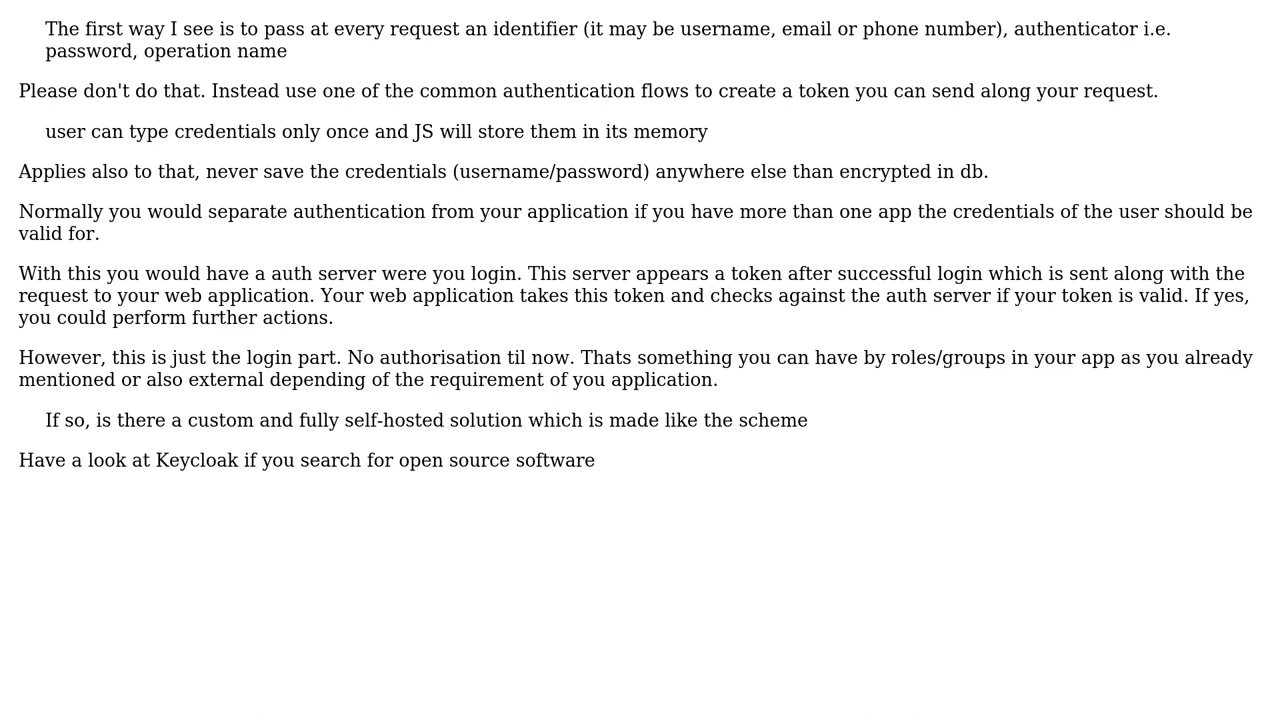 The first way I see is to pass at every request an identifier (it may be username, email or phone number), authenticator i.e.
password, operation name
Please don't do that. Instead use one of the common authentication flows to create a token you can send along your request.
user can type credentials only once and JS will store them in its memory
Applies also to that, never save the credentials (username/password) anywhere else than encrypted in db.
Normally you would separate authentication from your application if you have more than one app the credentials of the user should be
valid for.
With this you would have a auth server were you login. This server appears a token after successful login which is sent along with the
request to your web application. Your web application takes this token and checks against the auth server if your token is valid. If yes,
you could perform further actions.
However, this is just the login part. No authorisation til now. Thats something you can have by roles/groups in your app as you already
mentioned or also external depending of the requirement of you application.
If so, is there a custom and fully self-hosted solution which is made like the scheme
Have a look at Keycloak if you search for open source software